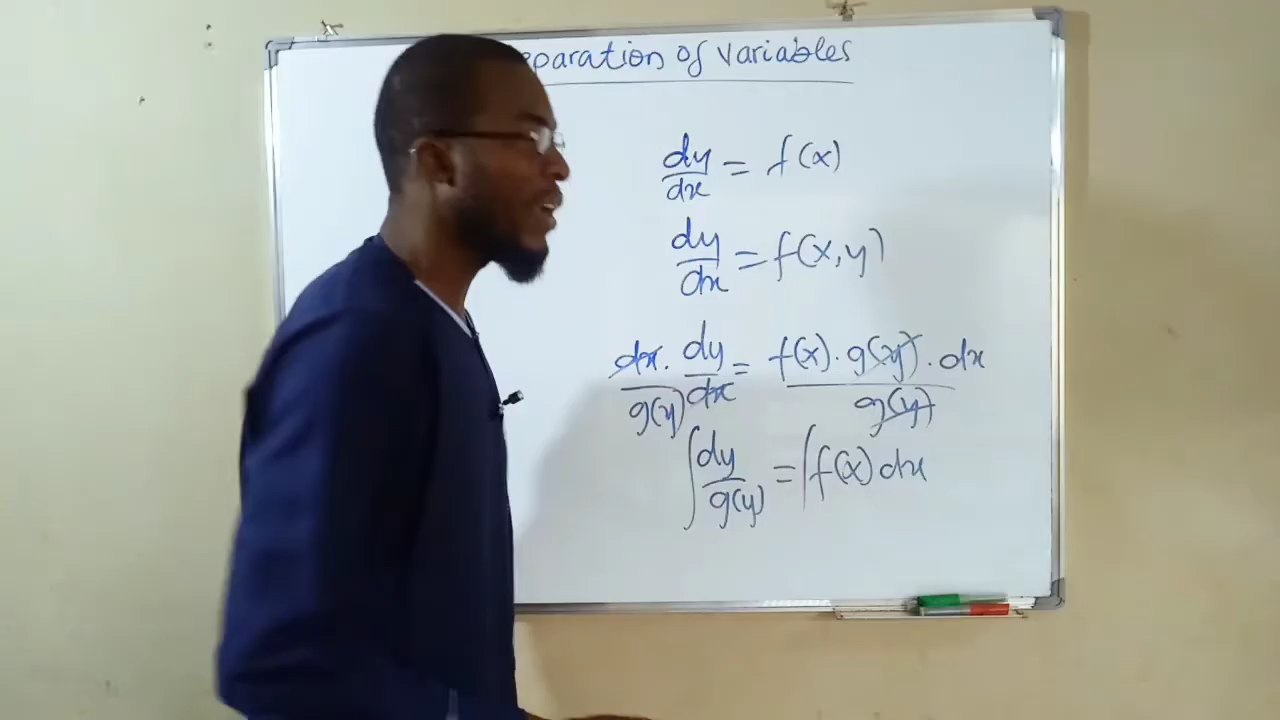 eparation of variables
dy/dx = f(x)
dy/dx = f(x,y)
dx/g(y) · dy/dx = f(x) · g(y) · dx / g(y)
∫ dy/g(y) = ∫ f(x) dx